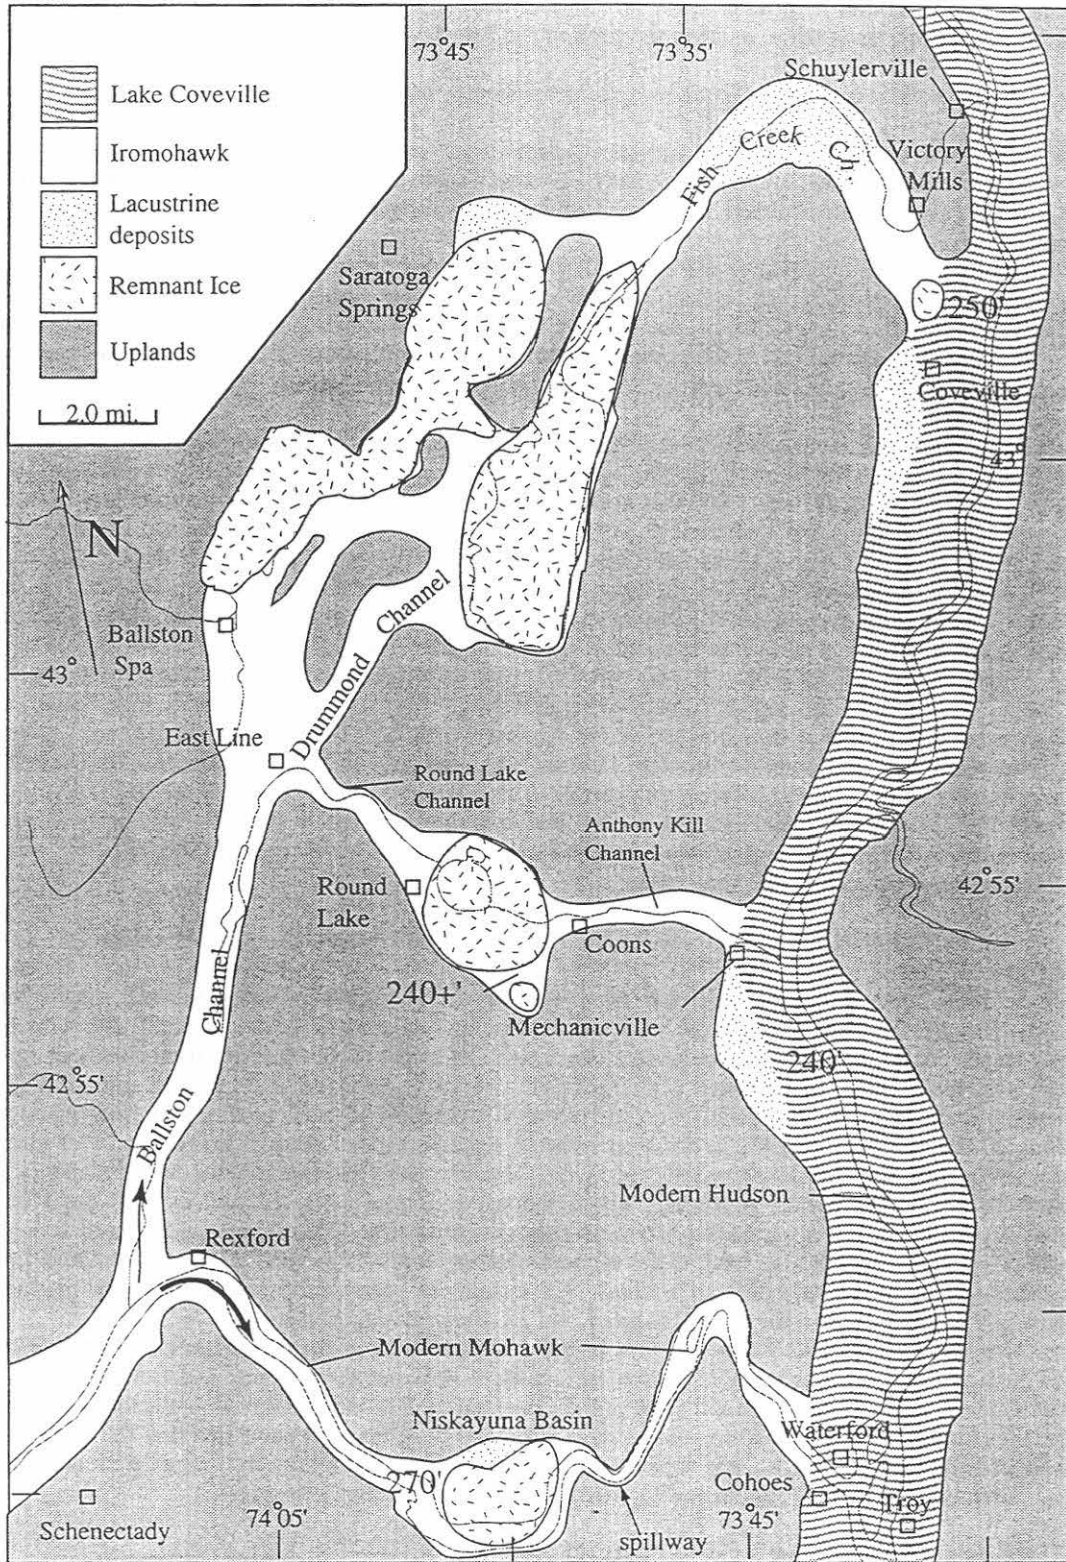 73°45'
73°35'
Schuylerville
Lake Coveville
Iromohawk
Lacustrine
deposits
Remnant Ice
Uplands
2.0 mi.
Creek
Fish
Victory
Mills
Saratoga
Springs
250'
Coveville
N
Ballston
Spa
43°
Channel
Drummond
East Line
Round Lake
Channel
Anthony Kill
Channel
42°55'
Round
Lake
Coons
240+'
Mechanicville
Channel
240'
42°55'
Ballston
Modern Hudson
Rexford
Modern Mohawk
Niskayuna Basin
Waterford
270'
Cohoes
Troy
Schenectady
74°05'
73°45'
spillway